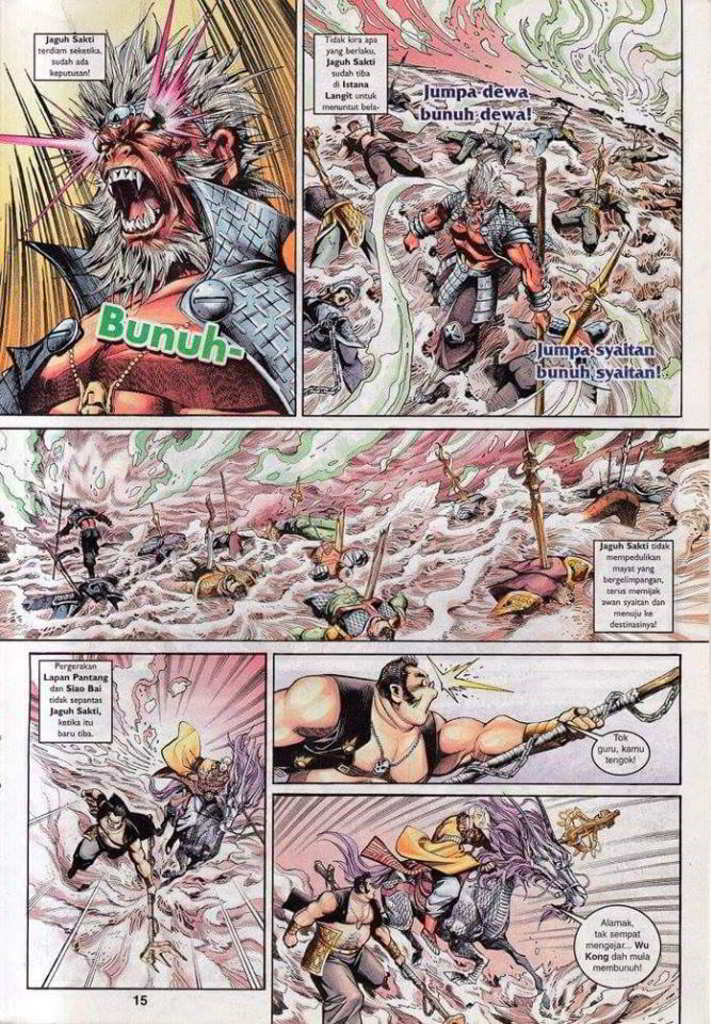 Jaguh Sakti
terdiam seketika,
sudah ada
keputusan!
Bunuh-
Tidak kira apa
yang berlaku,
Jaguh Sakti
sudah tiba
di Istana
Langit untuk
menuntut bela-
Jumpa dewa
bunuh dewa!
Jumpa syaitan
bunuh syaitan!
Jaguh Sakti tidak
mempedulikan
mayat yang
bergelimpangan,
terus memijak
awan syaitan dan
menuju ke
destinasinya!
Pergerakan
Lapan Pantang
dan Siao Bai
tidak sepantas
Jaguh Sakti,
ketika itu
baru tiba.
Tok
guru, kamu
tengok!
Alamak,
tak sempat
mengejar... Wu
Kong dah mula
membunuh!
15